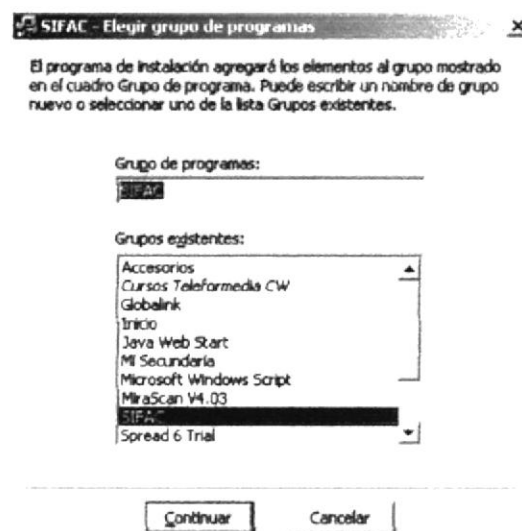 SIFAC - Elegir grupo de programas
El programa de instalación agregará los elementos al grupo mostrado
en el cuadro Grupo de programa. Puede escribir un nombre de grupo
nuevo o seleccionar uno de la lista Grupos existentes.
Grupo de programas:
SIFAC
Grupos existentes:
Accesorios
Cursos Teleformedia CW
Globalink
Inicio
Java Web Start
Mi Secundaria
Microsoft Windows Script
MiraScan V4.03
SIFAC
Spread 6 Trial
Continuar
Cancelar